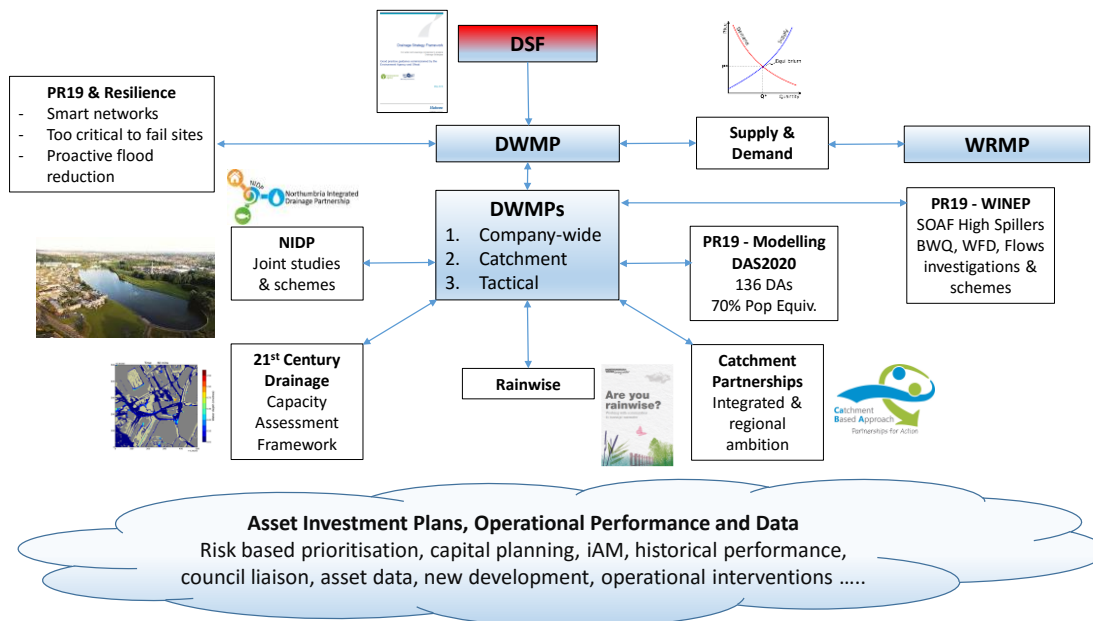 Drainage Strategy Framework
DSF
Demand
Supply
Equilibrium
Quantity
Q*
PR19 & Resilience
- Smart networks
- Too critical to fail sites
- Proactive flood
reduction
DWMP
Supply &
Demand
WRMP
NIDP
Northumbria Integrated
Drainage Partnership
DWMPs
1. Company-wide
2. Catchment
3. Tactical
PR19 - WINEP
SOAF High Spillers
BWQ, WFD, Flows
investigations &
schemes
NIDP
Joint studies
& schemes
PR19 - Modelling
DAS2020
136 DAs
70% Pop Equiv.
21st Century
Drainage
Capacity
Assessment
Framework
Rainwise
Are you
rainwise?
Catchment
Partnerships
Integrated &
regional
ambition
Catchment
Based Approach
Partnerships for Action
Asset Investment Plans, Operational Performance and Data
Risk based prioritisation, capital planning, iAM, historical performance,
council liaison, asset data, new development, operational interventions .....